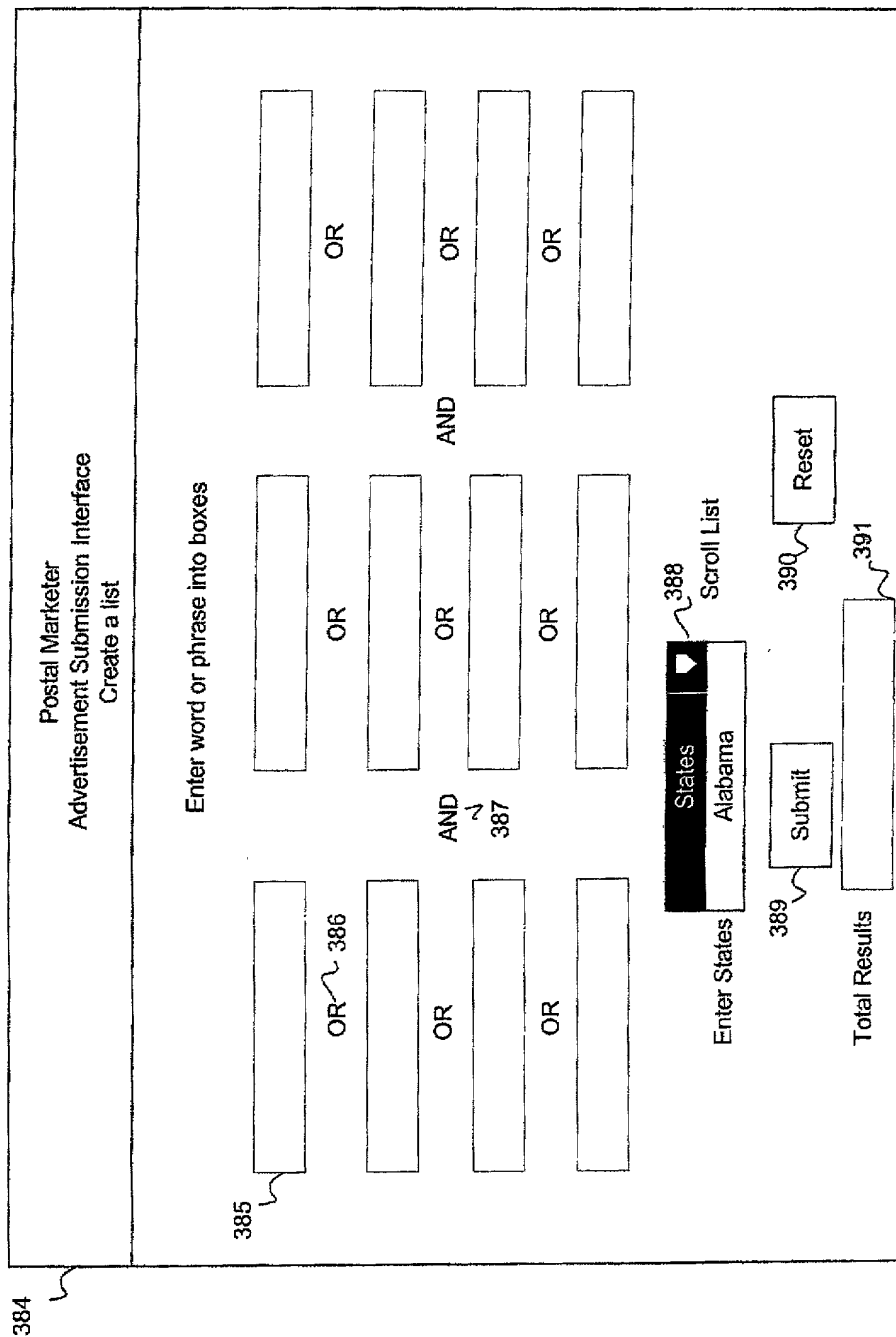 384
Postal Marketer
Advertisement Submission Interface
Create a list
Enter word or phrase into boxes
385
OR 386
OR
OR
AND
387
OR
OR
OR
AND
OR
OR
OR
Enter States
States
388
Alabama
Scroll List
389
Submit
390
Reset
Total Results
391